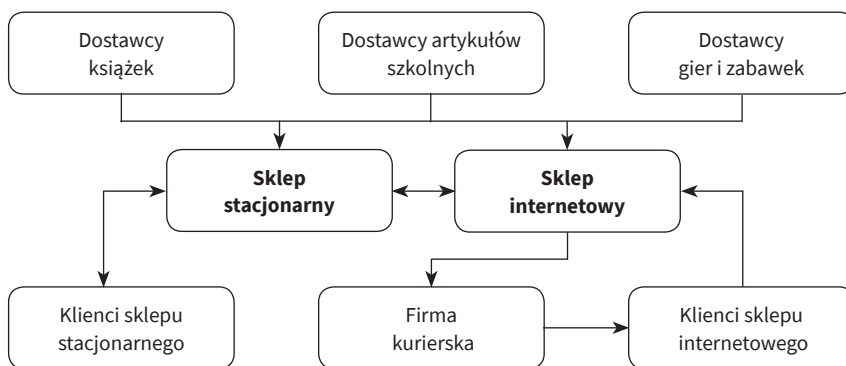 Dostawcy
książek
Dostawcy artykułów
szkolnych
Dostawcy
gier i zabawek
Sklep
stacjonarny
Sklep
internetowy
Klienci sklepu
stacjonarnego
Firma
kurierska
Klienci sklepu
internetowego